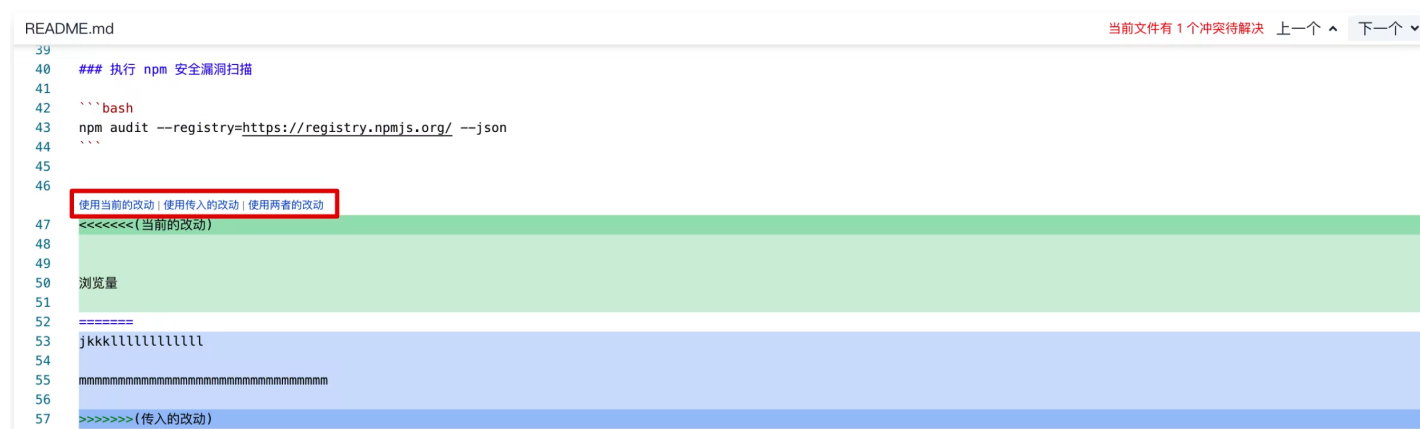 README.md 当前文件有 1 个冲突待解决 上一个 下一个
39
40 ### 执行 npm 安全漏洞扫描
41
42 ```bash
43 npm audit --registry=https://registry.npmjs.org/ --json
44 ```
45
46
使用当前的改动 | 使用传入的改动 | 使用两者的改动
47 <<<<<<<(当前的改动)
48
49
50 浏览量
51
52 =======
53 jkkkllllllllllll
54
55 mmmmmmmmmmmmmmmmmmmmmmmmmmmmmmmm
56
57 >>>>>>>(传入的改动)